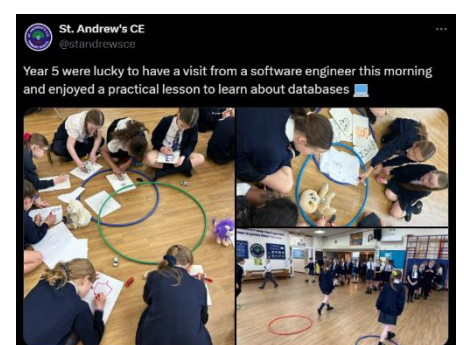 St. Andrew's CE
@standrewsce
Year 5 were lucky to have a visit from a software engineer this morning
and enjoyed a practical lesson to learn about databases 💻